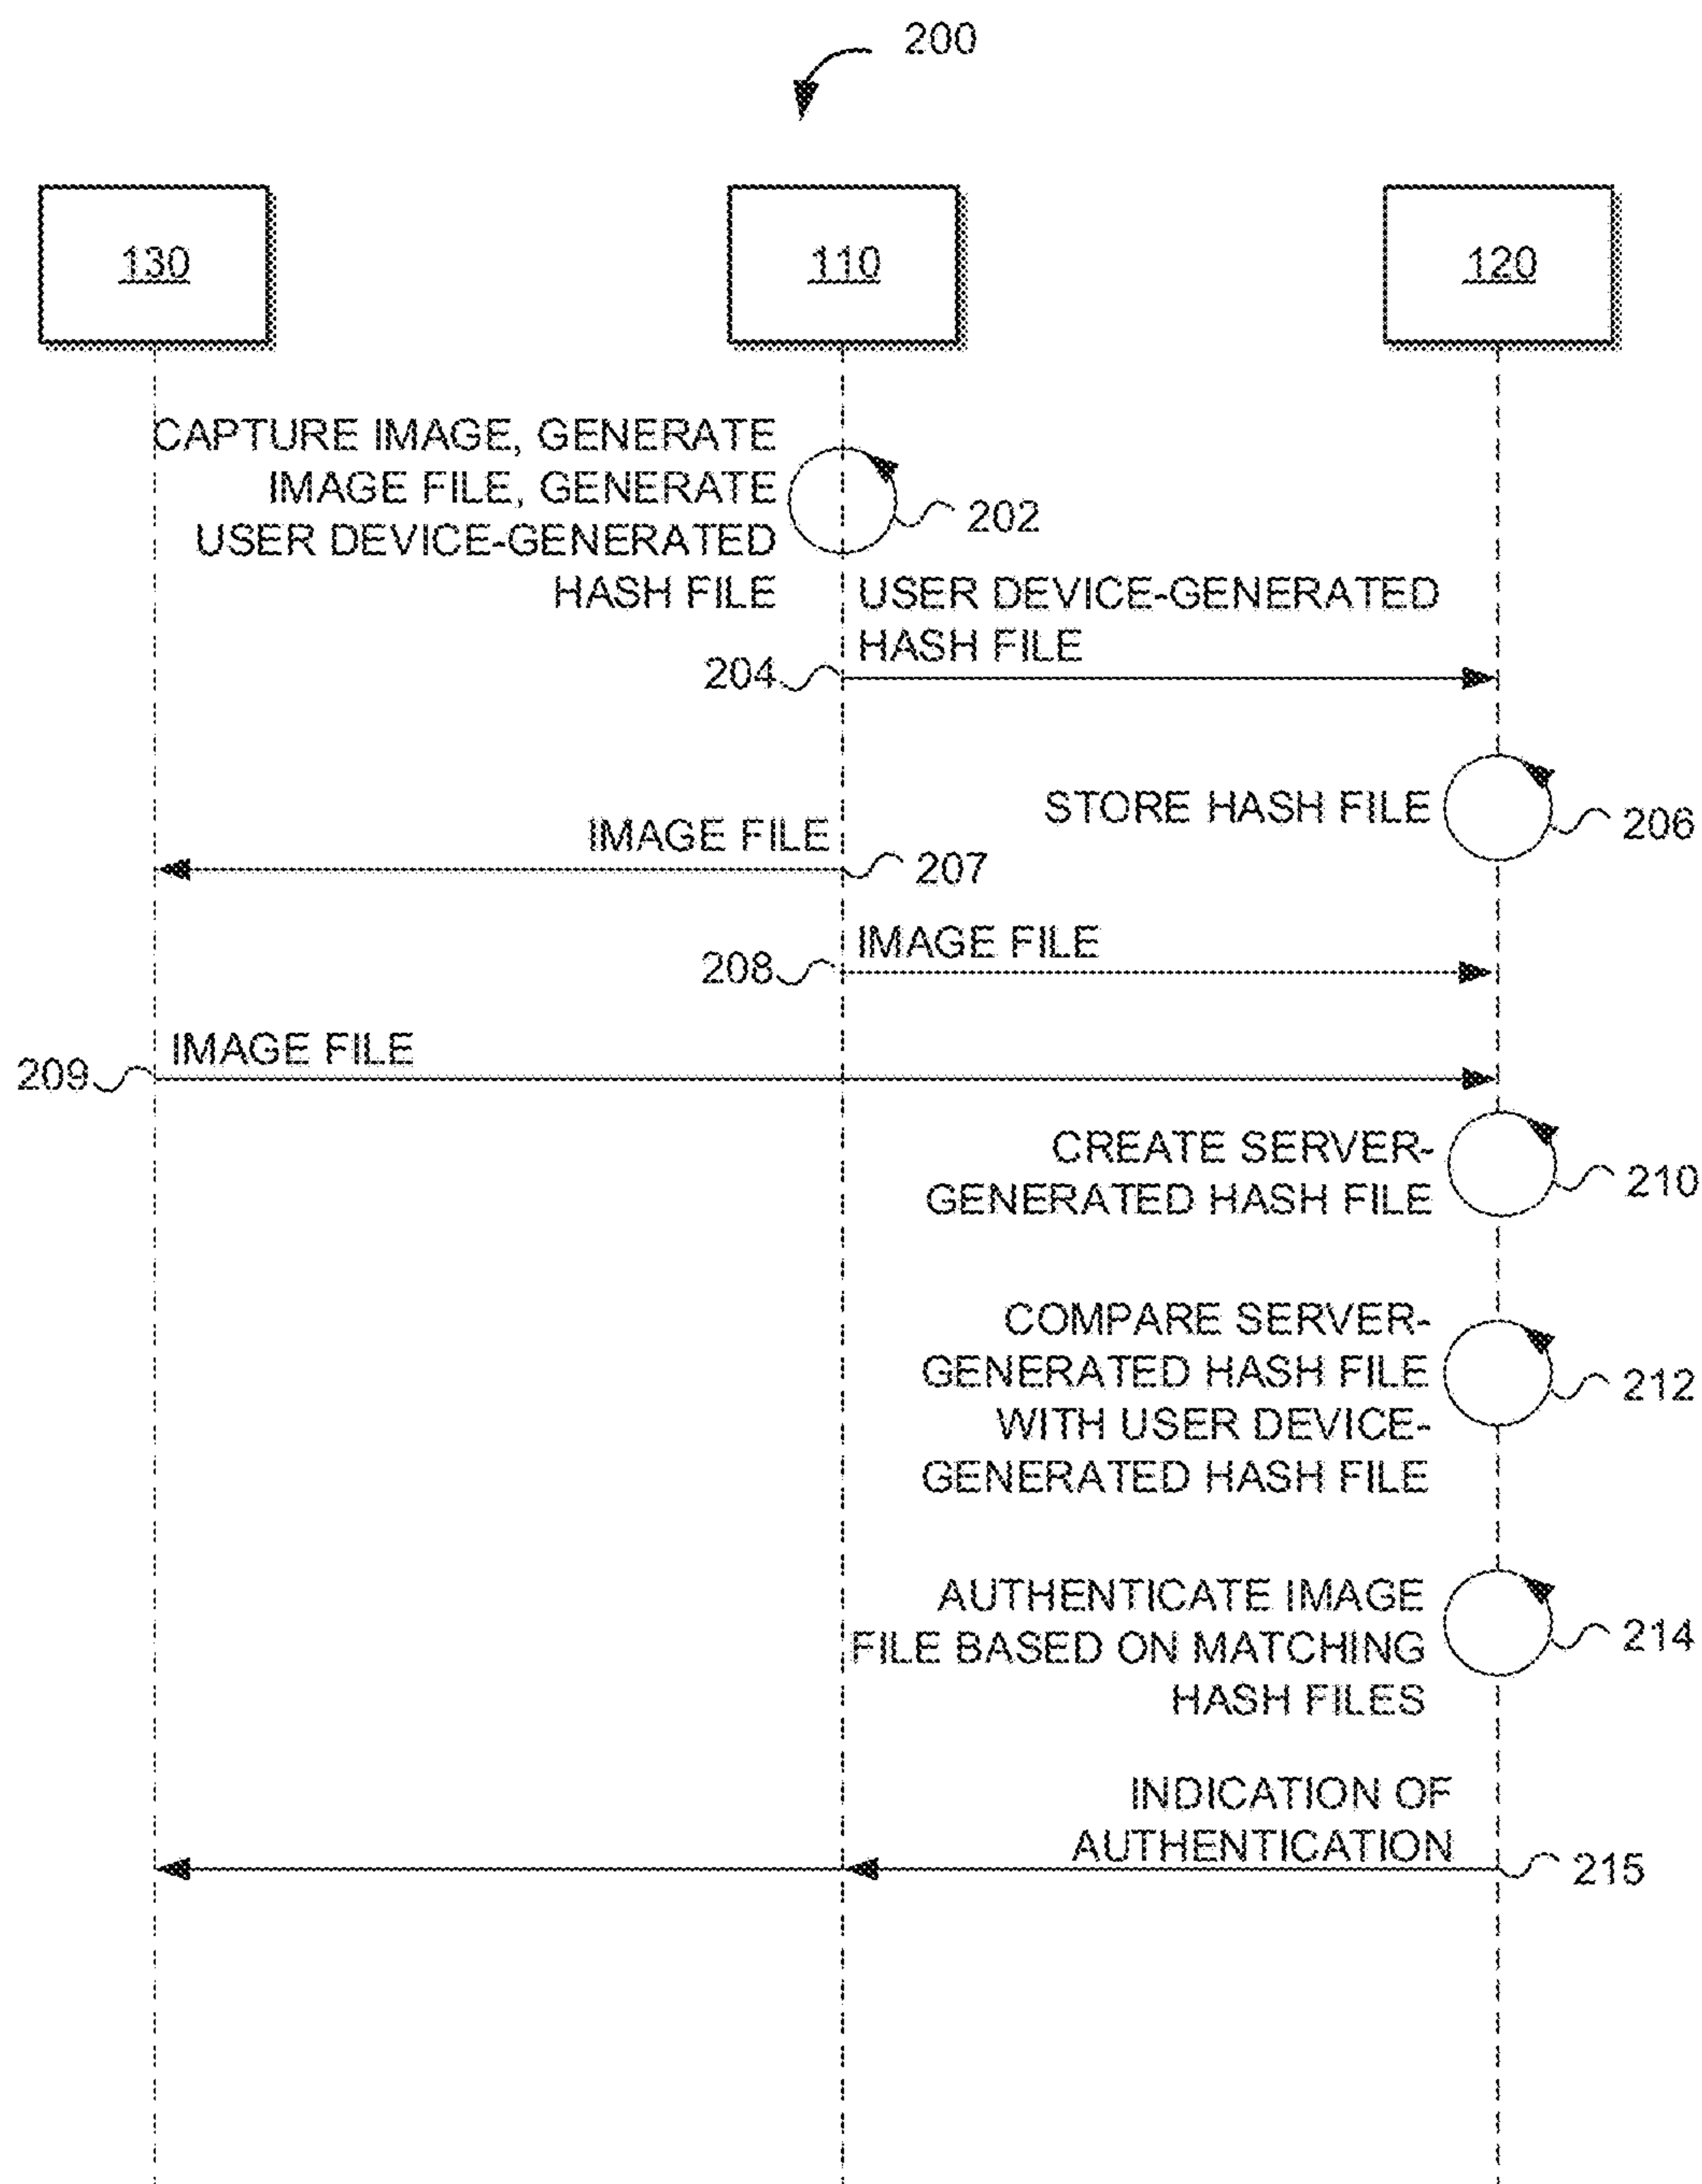 200
130
110
120
CAPTURE IMAGE, GENERATE
IMAGE FILE, GENERATE
USER DEVICE-GENERATED
HASH FILE
202
USER DEVICE-GENERATED
HASH FILE
204
STORE HASH FILE
206
IMAGE FILE
207
IMAGE FILE
208
IMAGE FILE
209
CREATE SERVER-
GENERATED HASH FILE
210
COMPARE SERVER-
GENERATED HASH FILE
WITH USER DEVICE-
GENERATED HASH FILE
212
AUTHENTICATE IMAGE
FILE BASED ON MATCHING
HASH FILES
214
INDICATION OF
AUTHENTICATION
215